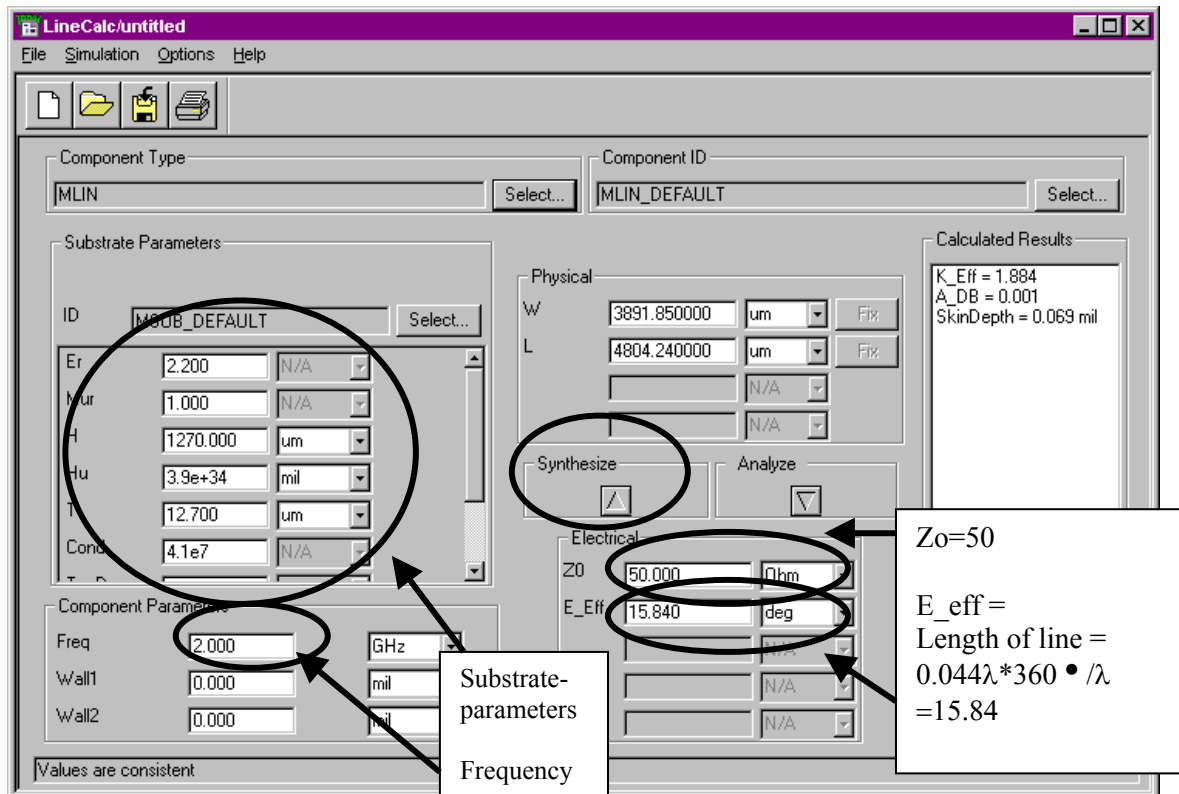 LineCalc/untitled
File Simulation Options Help
Component Type
MLIN
Select...
Component ID
MLIN_DEFAULT
Select...
Substrate Parameters
ID
MSUB_DEFAULT
Select...
Er
2.200
N/A
Mur
1.000
N/A
H
1270.000
um
Hu
3.9e+34
mil
T
12.700
um
Cond
4.1e7
N/A
Component Parameters
Freq
2.000
GHz
Wall1
0.000
mil
Wall2
0.000
mil
Physical
W
3891.850000
um
Fix
L
4804.240000
um
Fix
N/A
N/A
Synthesize
Analyze
Electrical
Z0
50.000
Ohm
E_Eff
15.840
deg
N/A
N/A
N/A
Calculated Results
K_Eff = 1.884
A_DB = 0.001
SkinDepth = 0.069 mil
Substrate-
parameters
Frequency
Zo=50
E_eff =
Length of line =
0.044λ*360 • /λ
=15.84
Values are consistent